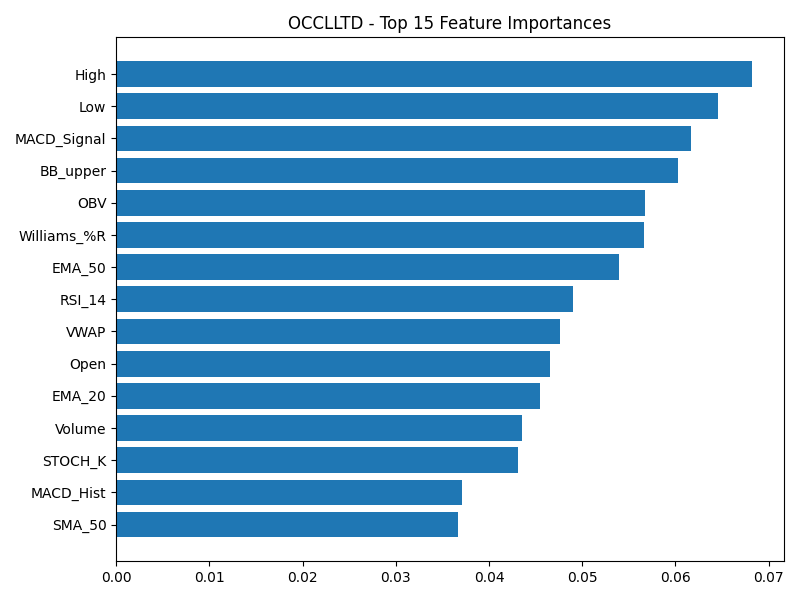 OCCLLTD - Top 15 Feature Importances
High
Low
MACD_Signal
BB_upper
OBV
Williams_%R
EMA_50
RSI_14
VWAP
Open
EMA_20
Volume
STOCH_K
MACD_Hist
SMA_50
0.00 0.01 0.02 0.03 0.04 0.05 0.06 0.07